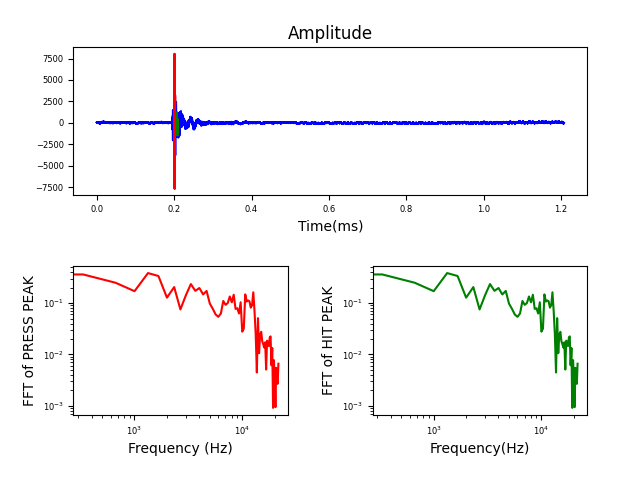 Amplitude
7500
5000
2500
0
−2500
−5000
−7500
0.0 0.2 0.4 0.6 0.8 1.0 1.2
Time(ms)
FFT of PRESS PEAK
10⁻¹
10⁻²
10⁻³
10³ 10⁴
Frequency (Hz)
FFT of HIT PEAK
10⁻¹
10⁻²
10⁻³
10³ 10⁴
Frequency(Hz)